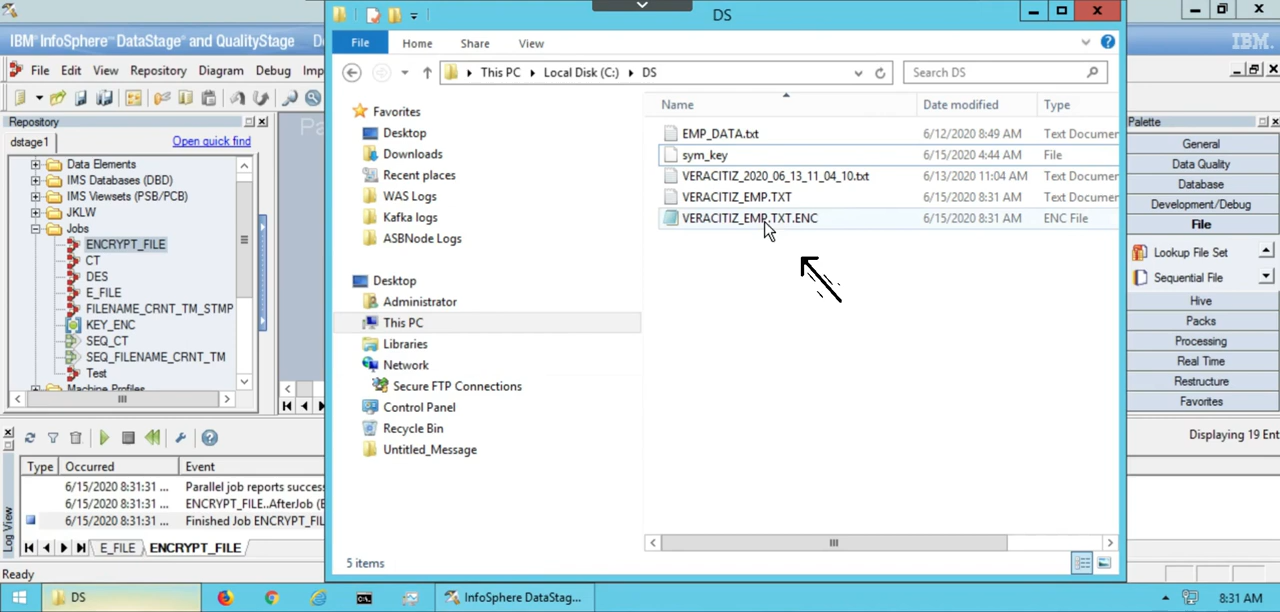 DS
IBM® InfoSphere® DataStage® and QualityStage
IBM.
File Edit View Repository Diagram Debug
File Home Share View
Repository
This PC Local Disk (C:) DS
Search DS
dstage1 Open quick find
Data Elements
IMS Databases (DBD)
IMS Viewsets (PSB/PCB)
JKLW
Jobs
ENCRYPT_FILE
CT
DES
E_FILE
FILENAME_CRNT_TM_STMP
KEY_ENC
SEQ_CT
SEQ_FILENAME_CRNT_TM
Test
Machine Profiles
Favorites
Desktop
Downloads
Recent places
WAS Logs
Kafka logs
ASBNode Logs
Desktop
Administrator
This PC
Libraries
Network
Secure FTP Connections
Control Panel
Recycle Bin
Untitled_Message
Name Date modified Type
EMP_DATA.txt 6/12/2020 8:49 AM Text Documen
sym_key 6/15/2020 4:44 AM File
VERACITIZ_2020_06_13_11_04_10.txt 6/13/2020 11:04 AM Text Documen
VERACITIZ_EMP.TXT 6/15/2020 8:31 AM Text Documen
VERACITIZ_EMP.TXT.ENC 6/15/2020 8:31 AM ENC File
5 items
Palette
General
Data Quality
Database
Development/Debug
File
Lookup File Set
Sequential File
Hive
Packs
Processing
Real Time
Restructure
Favorites
Displaying 19 Ent
Type Occurred Event
6/15/2020 8:31:31 ... Parallel job reports success
6/15/2020 8:31:31 ... ENCRYPT_FILE..AfterJob (E
6/15/2020 8:31:31 ... Finished Job ENCRYPT_FIL
Log View
E_FILE ENCRYPT_FILE
Ready
DS
InfoSphere DataStag...
8:31 AM